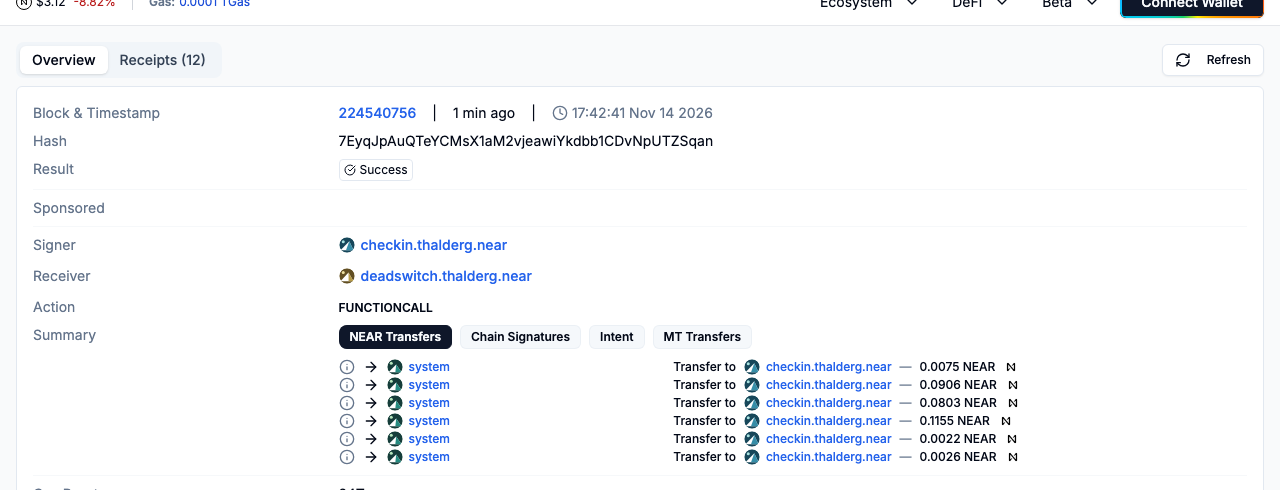 $3.12 -8.82% Gas: 0.0001 TGas Ecosystem DeFi Beta Connect Wallet
Overview Receipts (12) Refresh
Block & Timestamp 224540756 | 1 min ago | 17:42:41 Nov 14 2026
Hash 7EyqJpAuQTeYCMsX1aM2vjeawiYkdbb1CDvNpUTZSqan
Result Success
Sponsored
Signer checkin.thalderg.near
Receiver deadswitch.thalderg.near
Action FUNCTIONCALL
Summary NEAR Transfers Chain Signatures Intent MT Transfers
system Transfer to checkin.thalderg.near — 0.0075 NEAR
system Transfer to checkin.thalderg.near — 0.0906 NEAR
system Transfer to checkin.thalderg.near — 0.0803 NEAR
system Transfer to checkin.thalderg.near — 0.1155 NEAR
system Transfer to checkin.thalderg.near — 0.0022 NEAR
system Transfer to checkin.thalderg.near — 0.0026 NEAR